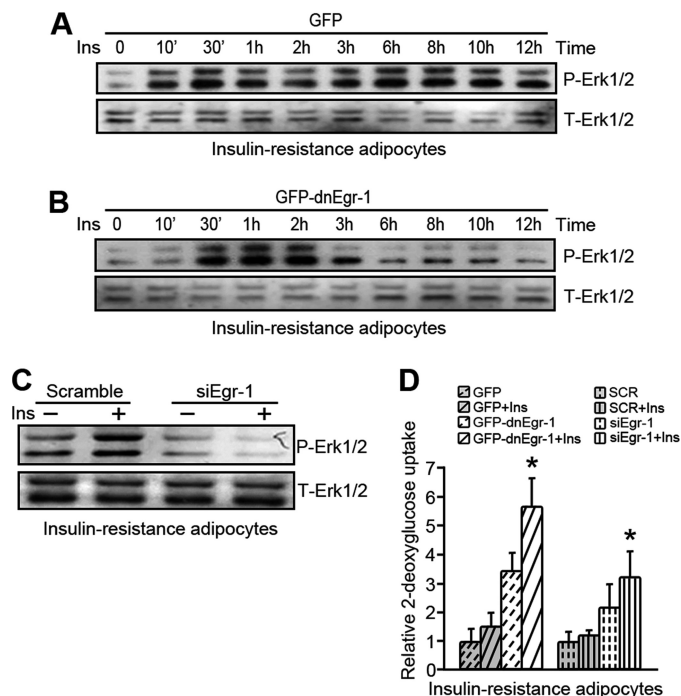 A
GFP
Ins 0 10’ 30’ 1h 2h 3h 6h 8h 10h 12h Time
P-Erk1/2
T-Erk1/2
Insulin-resistance adipocytes
B
GFP-dnEgr-1
Ins 0 10’ 30’ 1h 2h 3h 6h 8h 10h 12h Time
P-Erk1/2
T-Erk1/2
Insulin-resistance adipocytes
C
Scramble siEgr-1
Ins − + − +
P-Erk1/2
T-Erk1/2
Insulin-resistance adipocytes
D
GFP SCR
GFP+Ins SCR+Ins
GFP-dnEgr-1 siEgr-1
GFP-dnEgr-1+Ins siEgr-1+Ins
Relative 2-deoxyglucose uptake
7
6
5
4
3
2
1
0
*
*
Insulin-resistance adipocytes